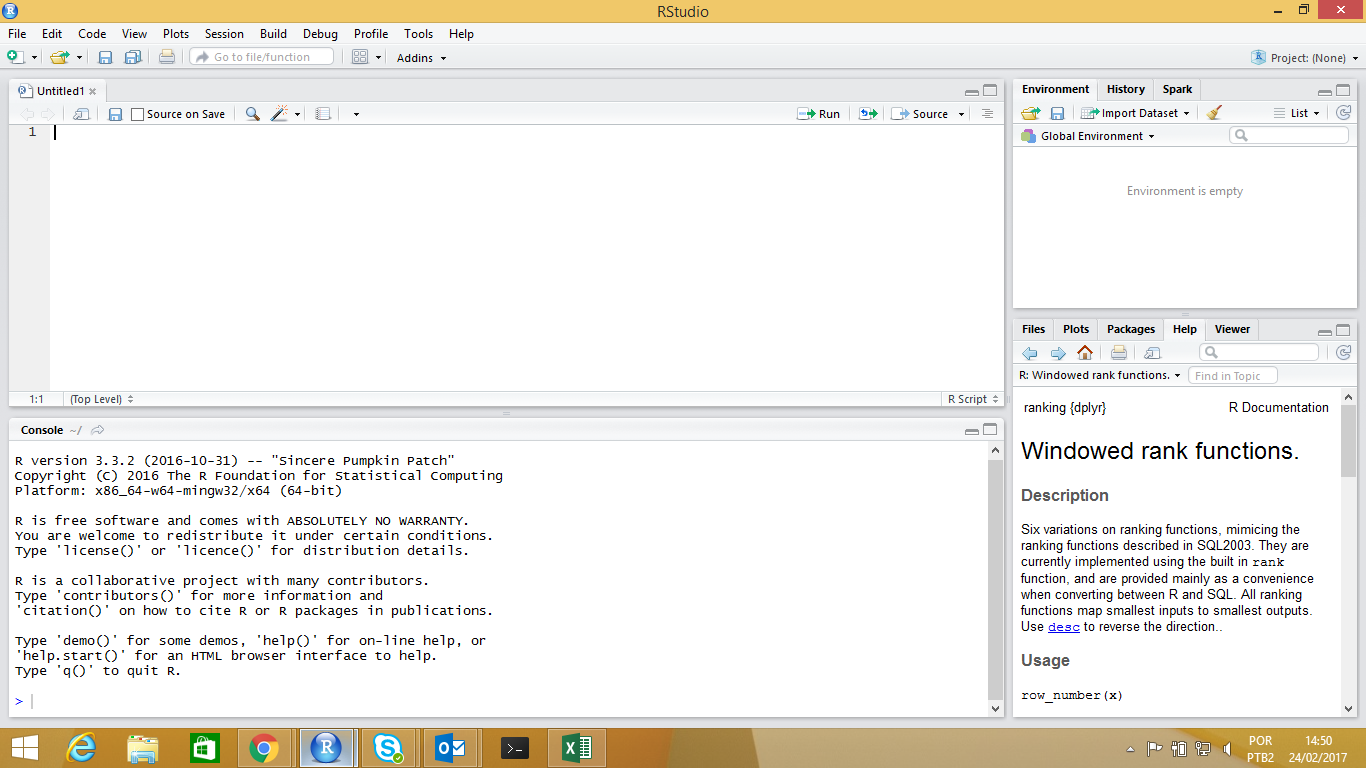 RStudio
File Edit Code View Plots Session Build Debug Profile Tools Help
Go to file/function Addins Project: (None)
Untitled1
Source on Save Run Source
1
1:1 (Top Level) R Script
Console ~/
R version 3.3.2 (2016-10-31) -- "Sincere Pumpkin Patch"
Copyright (C) 2016 The R Foundation for Statistical Computing
Platform: x86_64-w64-mingw32/x64 (64-bit)
R is free software and comes with ABSOLUTELY NO WARRANTY.
You are welcome to redistribute it under certain conditions.
Type 'license()' or 'licence()' for distribution details.
R is a collaborative project with many contributors.
Type 'contributors()' for more information and
'citation()' on how to cite R or R packages in publications.
Type 'demo()' for some demos, 'help()' for on-line help, or
'help.start()' for an HTML browser interface to help.
Type 'q()' to quit R.
>
Environment History Spark
Import Dataset List
Global Environment
Environment is empty
Files Plots Packages Help Viewer
R: Windowed rank functions. Find in Topic
ranking {dplyr} R Documentation
Windowed rank functions.
Description
Six variations on ranking functions, mimicing the
ranking functions described in SQL2003. They are
currently implemented using the built in rank
function, and are provided mainly as a convenience
when converting between R and SQL. All ranking
functions map smallest inputs to smallest outputs.
Use desc to reverse the direction..
Usage
row_number(x)
POR 14:50
PTB2 24/02/2017